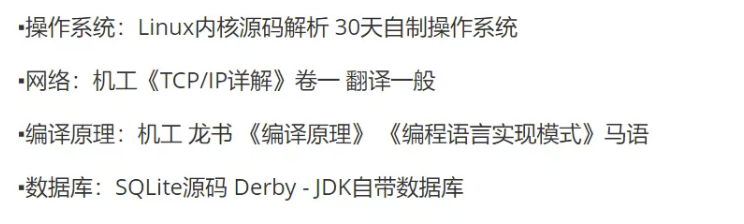 ▪操作系统：Linux内核源码解析 30天自制操作系统
▪网络：机工《TCP/IP详解》卷一 翻译一般
▪编译原理：机工 龙书 《编译原理》 《编程语言实现模式》马语
▪数据库：SQLite源码 Derby - JDK自带数据库